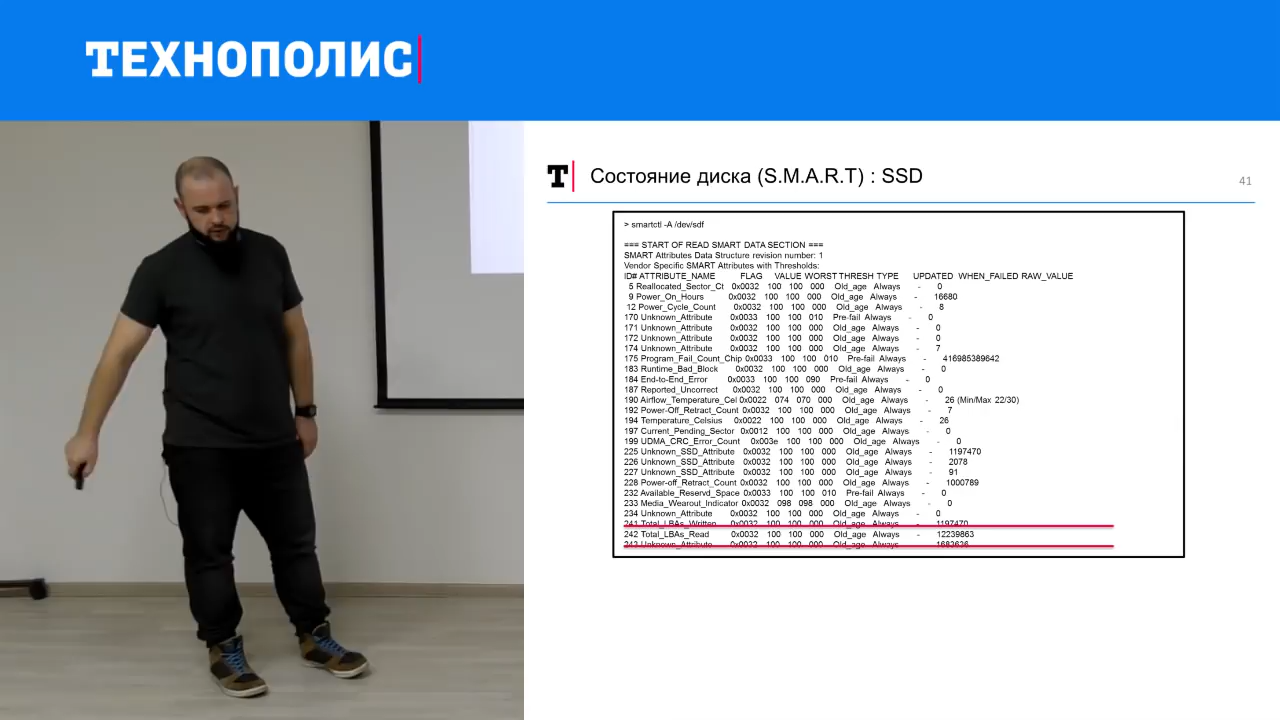 ТЕХНОПОЛИС
Т Состояние диска (S.M.A.R.T) : SSD
41
> smartctl -A /dev/sdf
=== START OF READ SMART DATA SECTION ===
SMART Attributes Data Structure revision number: 1
Vendor Specific SMART Attributes with Thresholds:
ID# ATTRIBUTE_NAME FLAG VALUE WORST THRESH TYPE UPDATED WHEN_FAILED RAW_VALUE
5 Reallocated_Sector_Ct 0x0032 100 100 000 Old_age Always - 0
9 Power_On_Hours 0x0032 100 100 000 Old_age Always - 16680
12 Power_Cycle_Count 0x0032 100 100 000 Old_age Always - 8
170 Unknown_Attribute 0x0033 100 100 010 Pre-fail Always - 0
171 Unknown_Attribute 0x0032 100 100 000 Old_age Always - 0
172 Unknown_Attribute 0x0032 100 100 000 Old_age Always - 0
174 Unknown_Attribute 0x0032 100 100 000 Old_age Always - 7
175 Program_Fail_Count_Chip 0x0033 100 100 010 Pre-fail Always - 416985389642
183 Runtime_Bad_Block 0x0032 100 100 000 Old_age Always - 0
184 End-to-End_Error 0x0033 100 100 090 Pre-fail Always - 0
187 Reported_Uncorrect 0x0032 100 100 000 Old_age Always - 0
190 Airflow_Temperature_Cel 0x0022 074 070 000 Old_age Always - 26 (Min/Max 22/30)
192 Power-Off_Retract_Count 0x0032 100 100 000 Old_age Always - 7
194 Temperature_Celsius 0x0022 100 100 000 Old_age Always - 26
197 Current_Pending_Sector 0x0012 100 100 000 Old_age Always - 0
199 UDMA_CRC_Error_Count 0x003e 100 100 000 Old_age Always - 0
225 Unknown_SSD_Attribute 0x0032 100 100 000 Old_age Always - 1197470
226 Unknown_SSD_Attribute 0x0032 100 100 000 Old_age Always - 2078
227 Unknown_SSD_Attribute 0x0032 100 100 000 Old_age Always - 91
228 Power-off_Retract_Count 0x0032 100 100 000 Old_age Always - 1000789
232 Available_Reservd_Space 0x0033 100 100 010 Pre-fail Always - 0
233 Media_Wearout_Indicator 0x0032 098 098 000 Old_age Always - 0
234 Unknown_Attribute 0x0032 100 100 000 Old_age Always - 0
241 Total_LBAs_Written 0x0032 100 100 000 Old_age Always - 1197470
242 Total_LBAs_Read 0x0032 100 100 000 Old_age Always - 12239863
243 Unknown_Attribute 0x0032 100 100 000 Old_age Always - 1683636